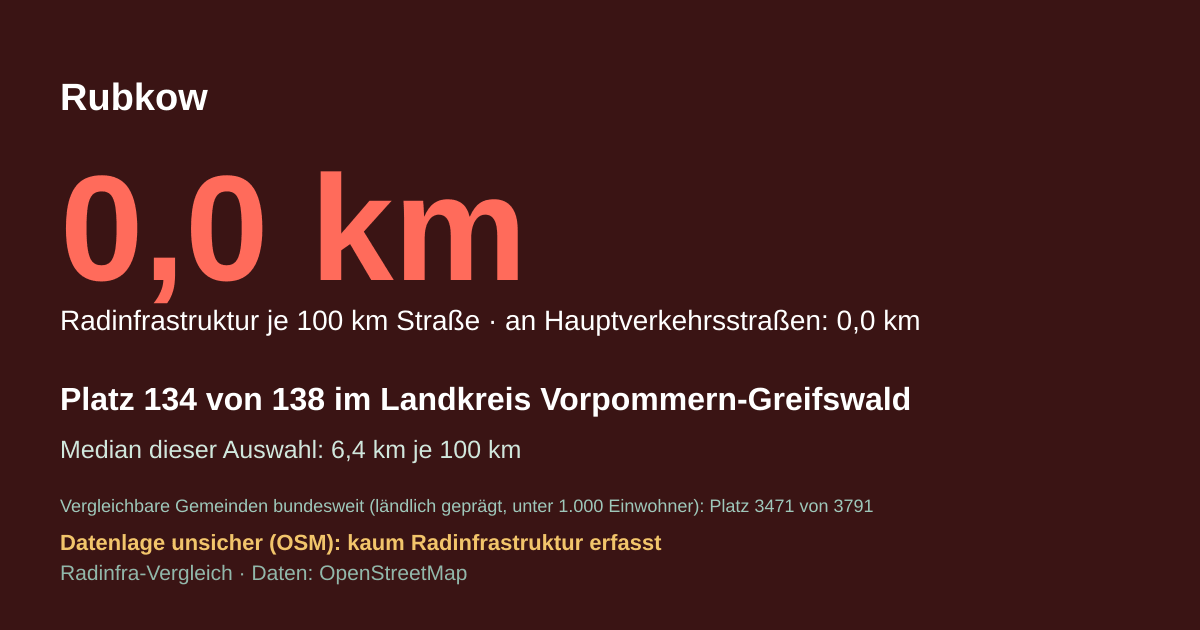 Rubkow
0,0 km
Radinfrastruktur je 100 km Straße · an Hauptverkehrsstraßen: 0,0 km
Platz 134 von 138 im Landkreis Vorpommern-Greifswald
Median dieser Auswahl: 6,4 km je 100 km
Vergleichbare Gemeinden bundesweit (ländlich geprägt, unter 1.000 Einwohner): Platz 3471 von 3791
Datenlage unsicher (OSM): kaum Radinfrastruktur erfasst
Radinfra-Vergleich · Daten: OpenStreetMap